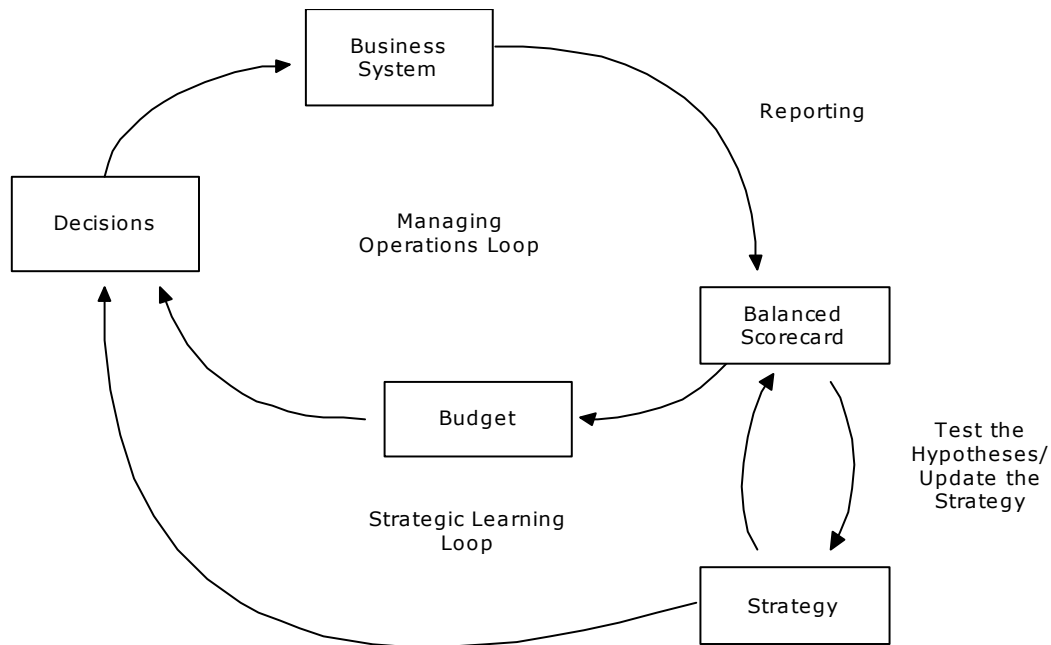 Business
System
Reporting
Decisions
Managing
Operations Loop
Balanced
Scorecard
Budget
Test the
Hypotheses/
Update the
Strategy
Strategic Learning
Loop
Strategy